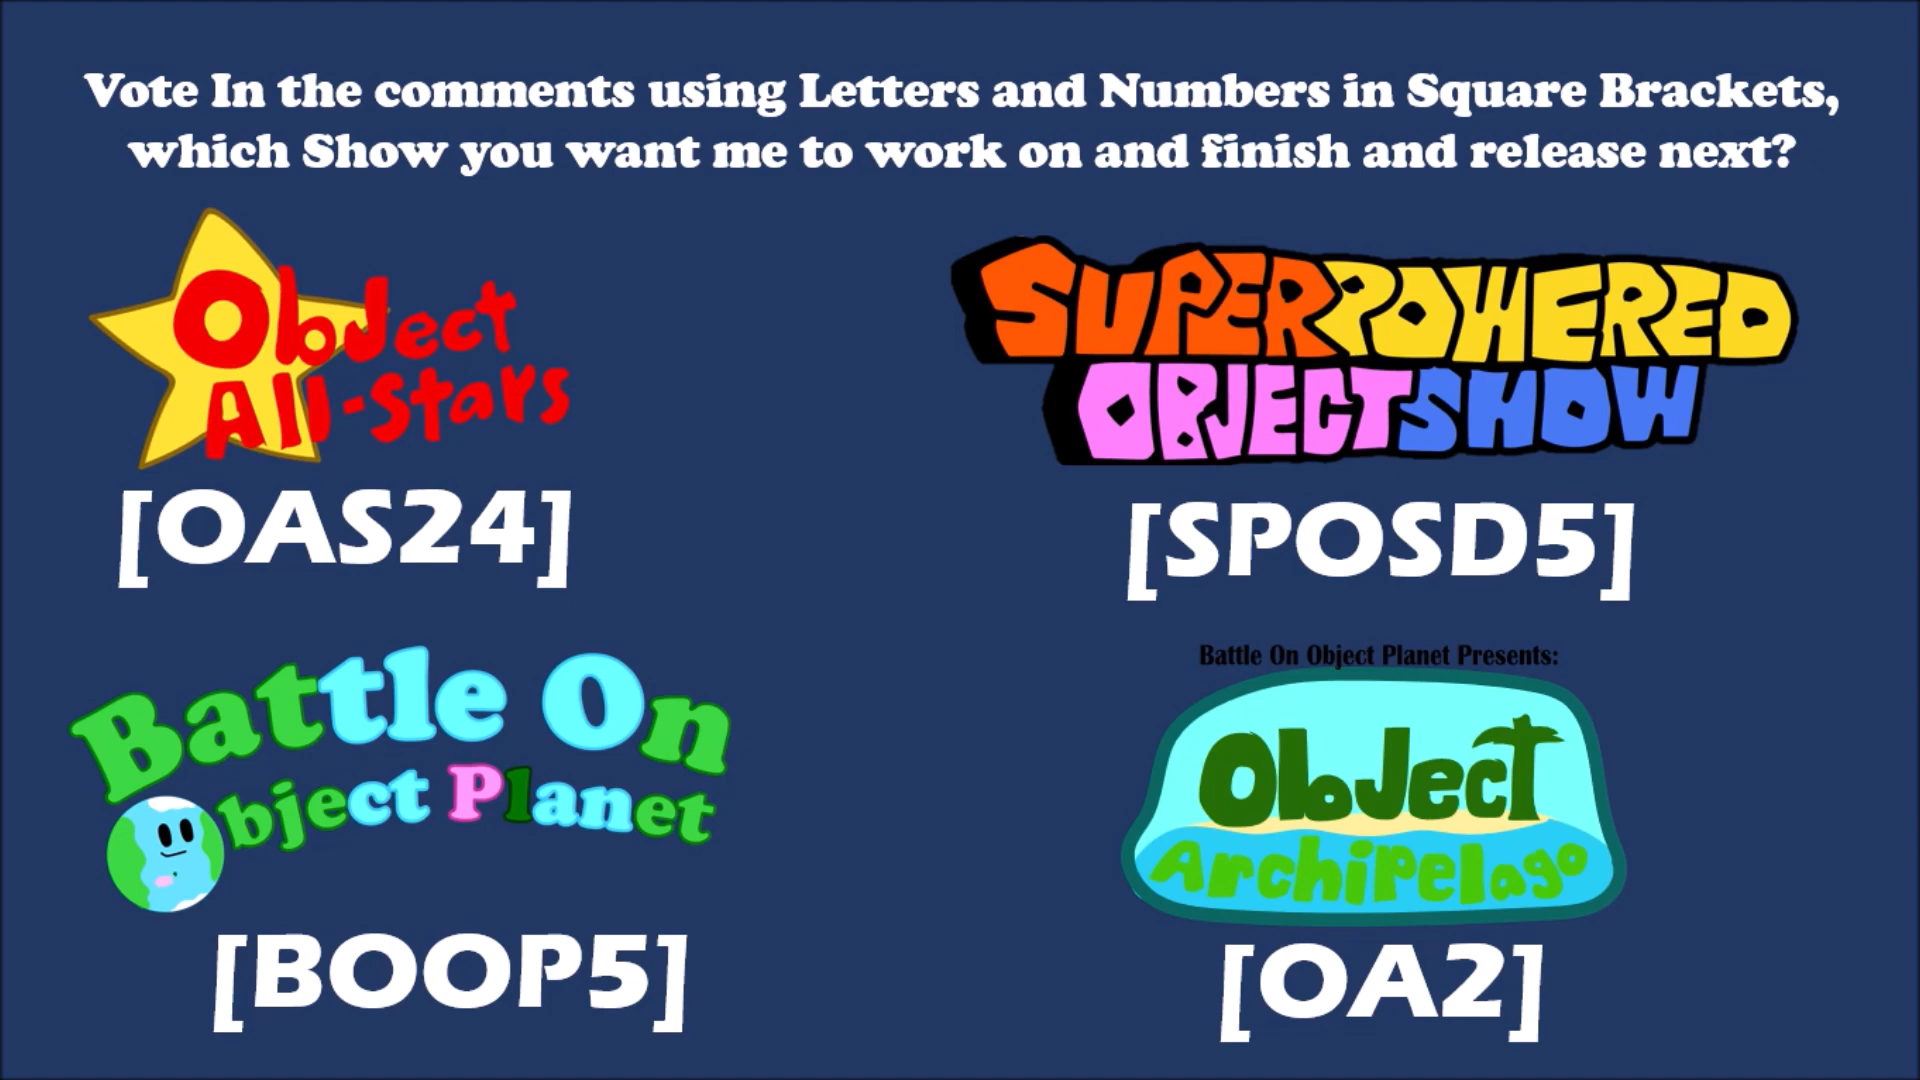 Vote In the comments using Letters and Numbers in Square Brackets,
which Show you want me to work on and finish and release next?
Object
All-Stars
[OAS24]
SUPERPOWERED
OBJECTSHOW
[SPOSD5]
Battle On
Object Planet
[BOOP5]
Battle On Object Planet Presents:
Object
Archipelago
[OA2]